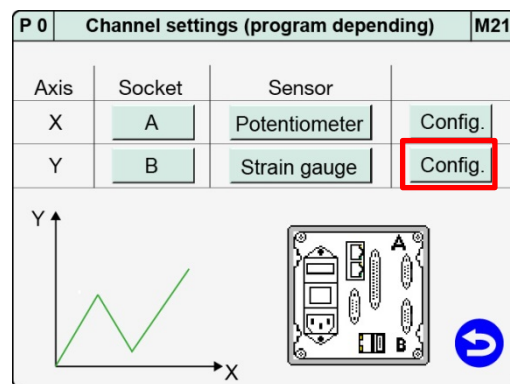 P 0 Channel settings (program depending) M21
Axis Socket Sensor
X A Potentiometer Config.
Y B Strain gauge Config.
Y
A
B
X